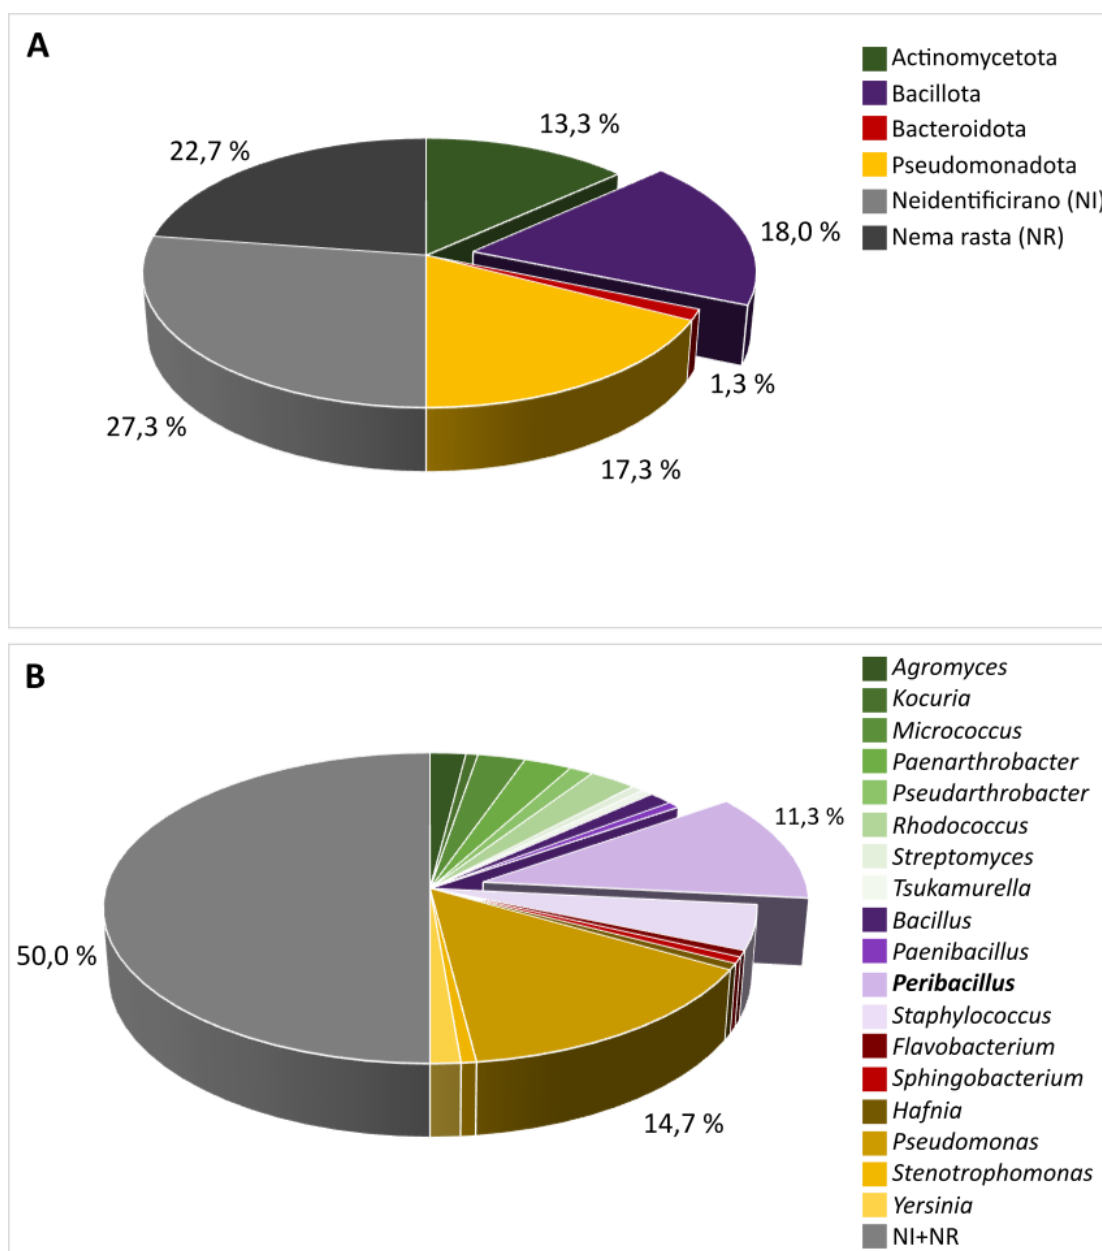 A
Actinomycetota
Bacillota
Bacteroidota
Pseudomonadota
Neidentificirano (NI)
Nema rasta (NR)
13,3 %
22,7 %
18,0 %
1,3 %
27,3 %
17,3 %
B
Agromyces
Kocuria
Micrococcus
Paenarthrobacter
Pseudarthrobacter
Rhodococcus
Streptomyces
Tsukamurella
Bacillus
Paenibacillus
Peribacillus
Staphylococcus
Flavobacterium
Sphingobacterium
Hafnia
Pseudomonas
Stenotrophomonas
Yersinia
NI+NR
11,3 %
50,0 %
14,7 %